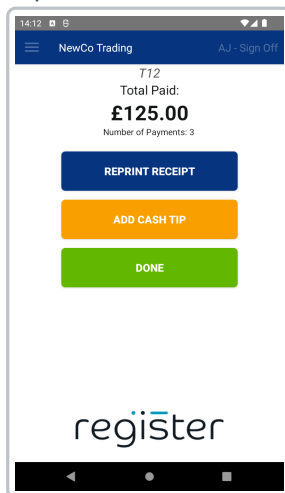 14:12
NewCo Trading
AJ - Sign Off
T12
Total Paid:
£125.00
Number of Payments: 3
REPRINT RECEIPT
ADD CASH TIP
DONE
register